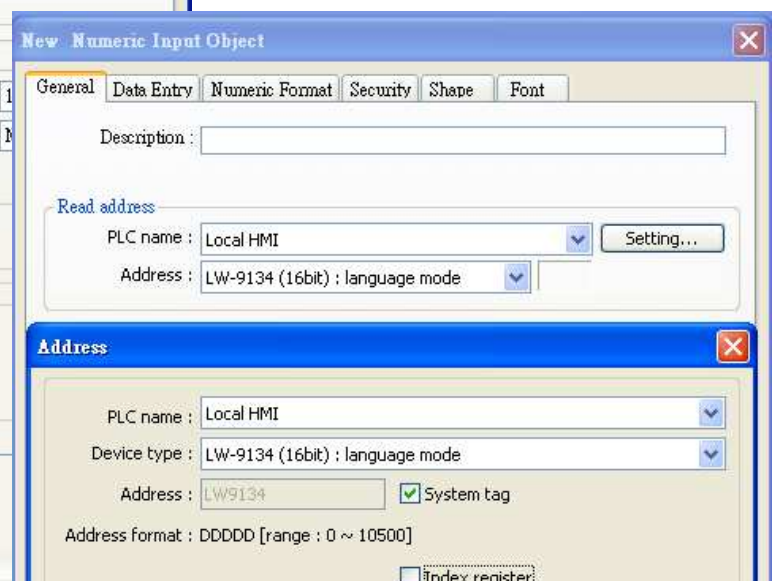 New Numeric Input Object
General Data Entry Numeric Format Security Shape Font
Description :
Read address
PLC name : Local HMI Setting...
Address : LW-9134 (16bit) : language mode
Address
PLC name : Local HMI
Device type : LW-9134 (16bit) : language mode
Address : LW9134 System tag
Address format : DDDDD [range : 0 ~ 10500]
Index register